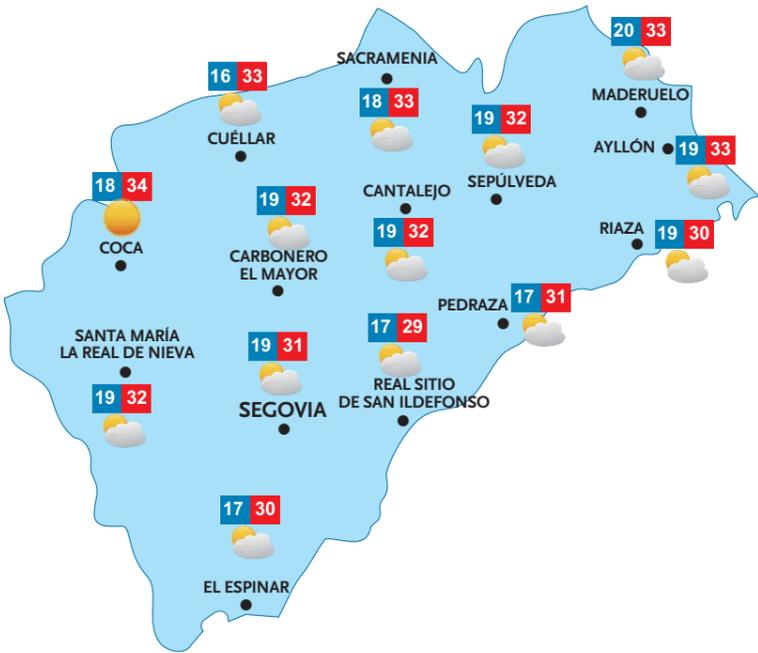 20 33
MADERUELO
SACRAMENIA
18 33
16 33
CUÉLLAR
19 32
SEPÚLVEDA
AYLLÓN 19 33
18 34
COCA
19 32
CARBONERO
EL MAYOR
CANTALEJO
19 32
RIAZA 19 30
PEDRAZA 17 31
SANTA MARÍA
LA REAL DE NIEVA
19 32
19 31
SEGOVIA
17 29
REAL SITIO
DE SAN ILDEFONSO
17 30
EL ESPINAR